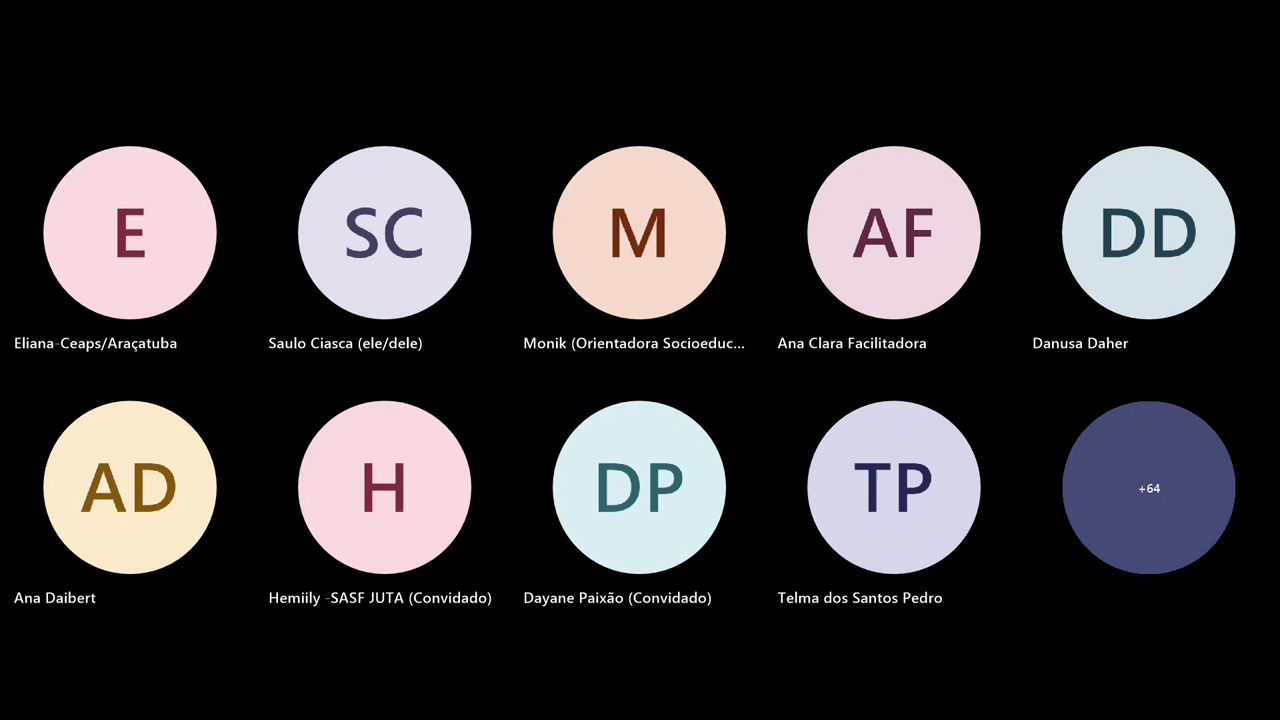 E
SC
M
AF
DD
Eliana-Ceaps/Araçatuba
Saulo Ciasca (ele/dele)
Monik (Orientadora Socioeduc...
Ana Clara Facilitadora
Danusa Daher
AD
H
DP
TP
+64
Ana Daibert
Hemiily -SASF JUTA (Convidado)
Dayane Paixão (Convidado)
Telma dos Santos Pedro